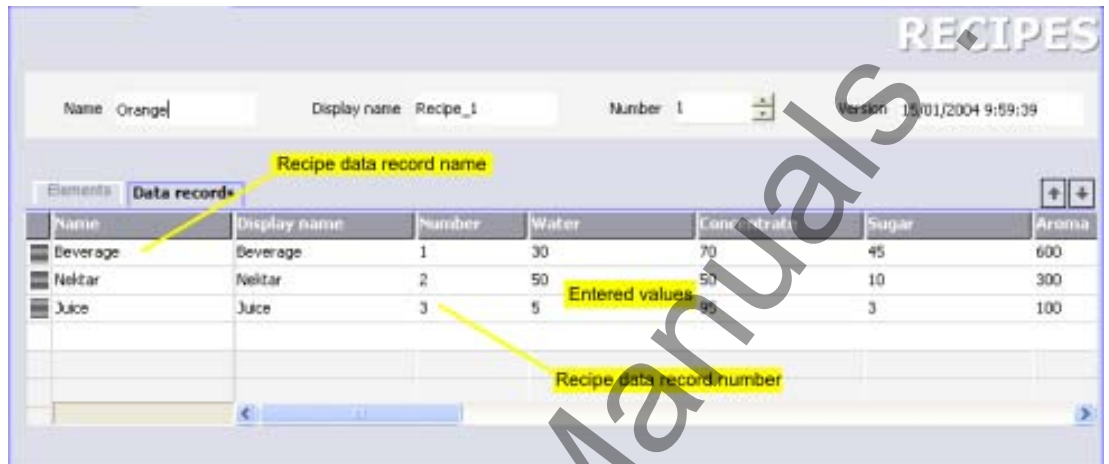 RECIPES
Name Orange Display name Recipe_1 Number 1 Version 15/01/2004 9:59:39
Recipe data record name
Elements Data records
Name Display name Number Water Concentrate Sugar Aroma
Beverage Beverage 1 30 70 45 600
Nektar Nektar 2 50 50 10 300
Entered values
Juice Juice 3 5 95 3 100
Recipe data record number
Manuals.